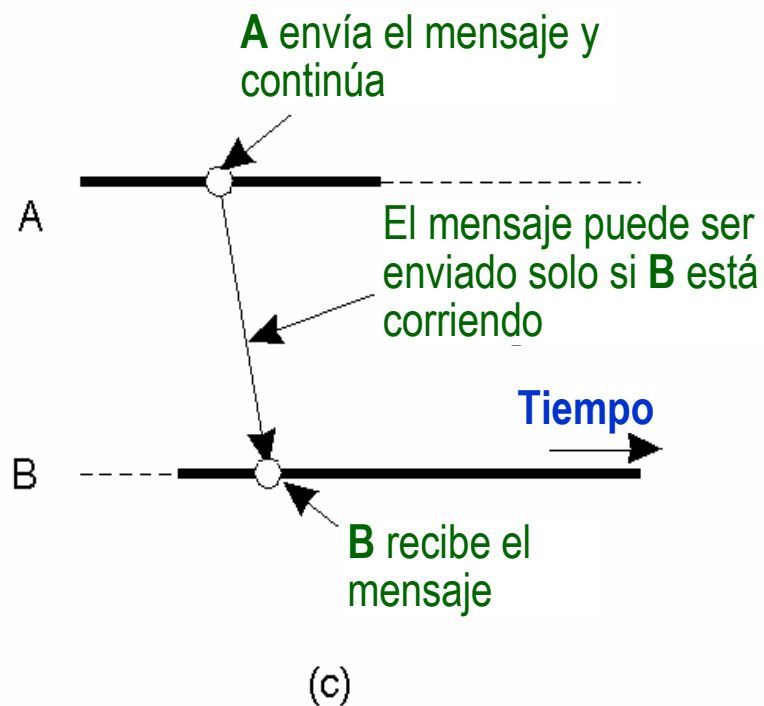 A envía el mensaje y
continúa
A
El mensaje puede ser
enviado solo si B está
corriendo
Tiempo
B
B recibe el
mensaje
(c)